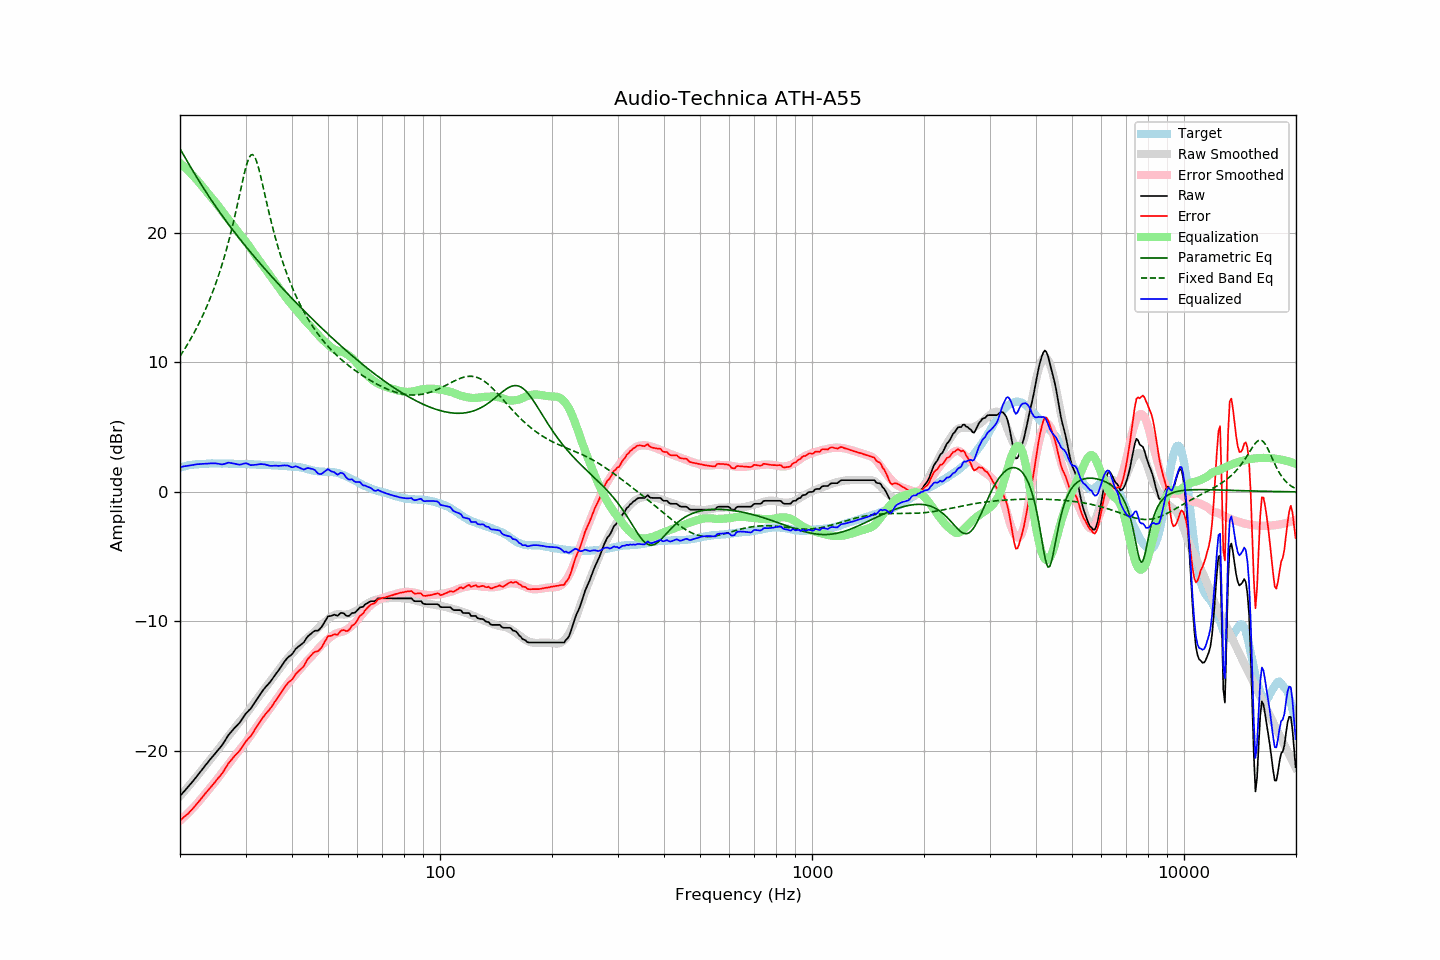 Audio-Technica ATH-A55
Target
Raw Smoothed
Error Smoothed
Raw
Error
Equalization
Parametric Eq
Fixed Band Eq
Equalized
20
10
0
−10
−20
Amplitude (dBr)
100
1000
10000
Frequency (Hz)